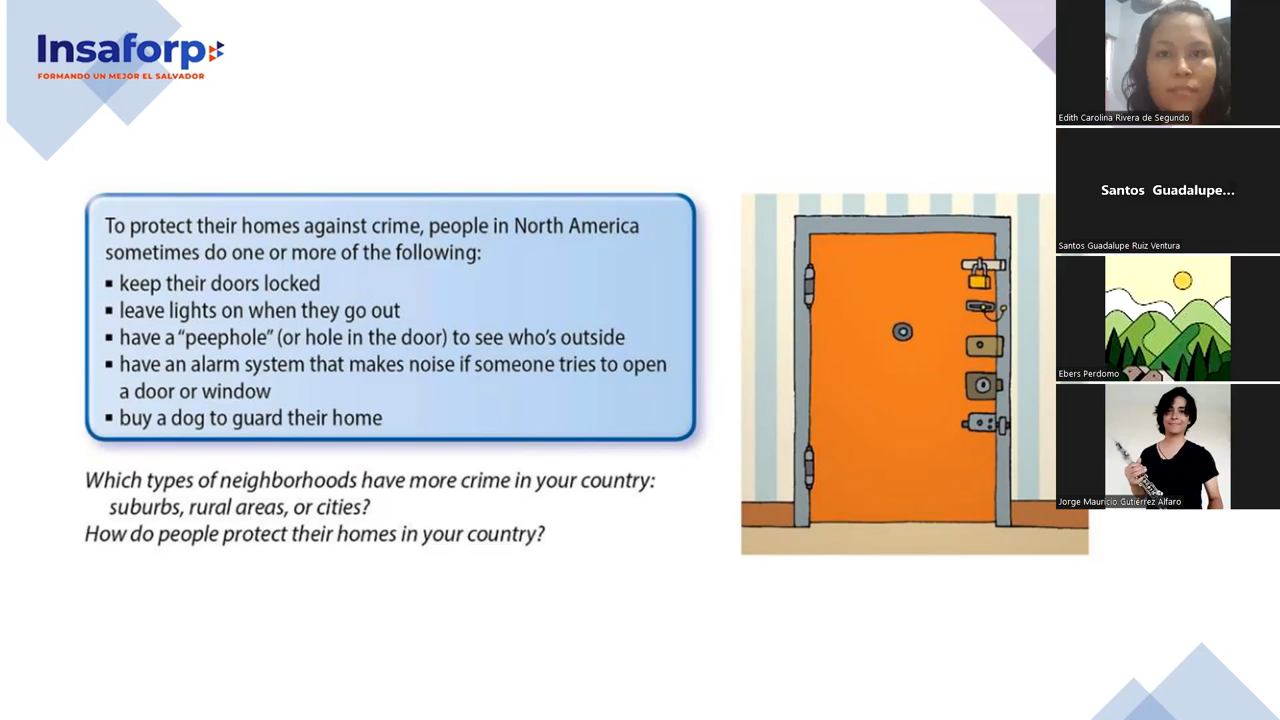 Insaforp
FORMANDO UN MEJOR EL SALVADOR
To protect their homes against crime, people in North America
sometimes do one or more of the following:
▪ keep their doors locked
▪ leave lights on when they go out
▪ have a “peephole” (or hole in the door) to see who’s outside
▪ have an alarm system that makes noise if someone tries to open
a door or window
▪ buy a dog to guard their home
Which types of neighborhoods have more crime in your country:
suburbs, rural areas, or cities?
How do people protect their homes in your country?
Edith Carolina Rivera de Segundo
Santos Guadalupe...
Santos Guadalupe Ruiz Ventura
Ebers Perdomo
Jorge Mauricio Gutiérrez Alfaro